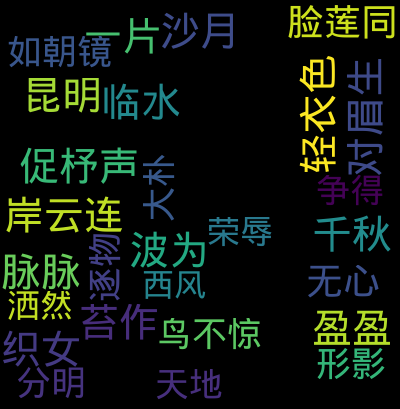 一片
沙月
脸莲同
如朝镜
昆明
临水
轻衣色
对眉生
促杼声
太朴
争得
岸云连
荣辱
千秋
波为
逐物
脉脉
西风
无心
洒然
苔作
鸟不惊
盈盈
织女
形影
分明
天地